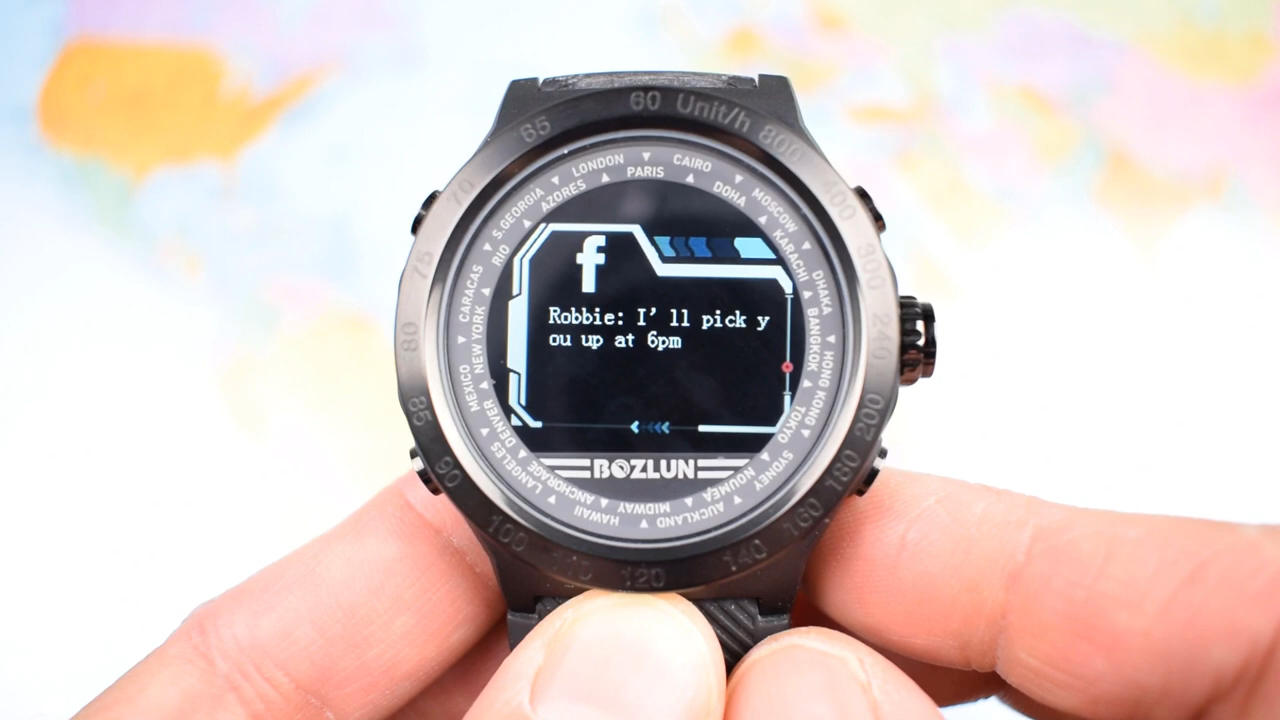 60 Unit/h 800 400 300 240 200 180 160 140 120 110 100 90 85 80 75 70 65
LONDON CAIRO MOSCOW DHAKA HONG KONG SYDNEY AUCKLAND HAWAII L.ANGELES MEXICO CARACAS S.GEORGIA
PARIS DOHA KARACHI BANGKOK TOKYO NOUMEA MIDWAY ANCHORAGE DENVER NEW YORK RIO AZORES
f
Robbie: I' ll pick y
ou up at 6pm
BOZLUN